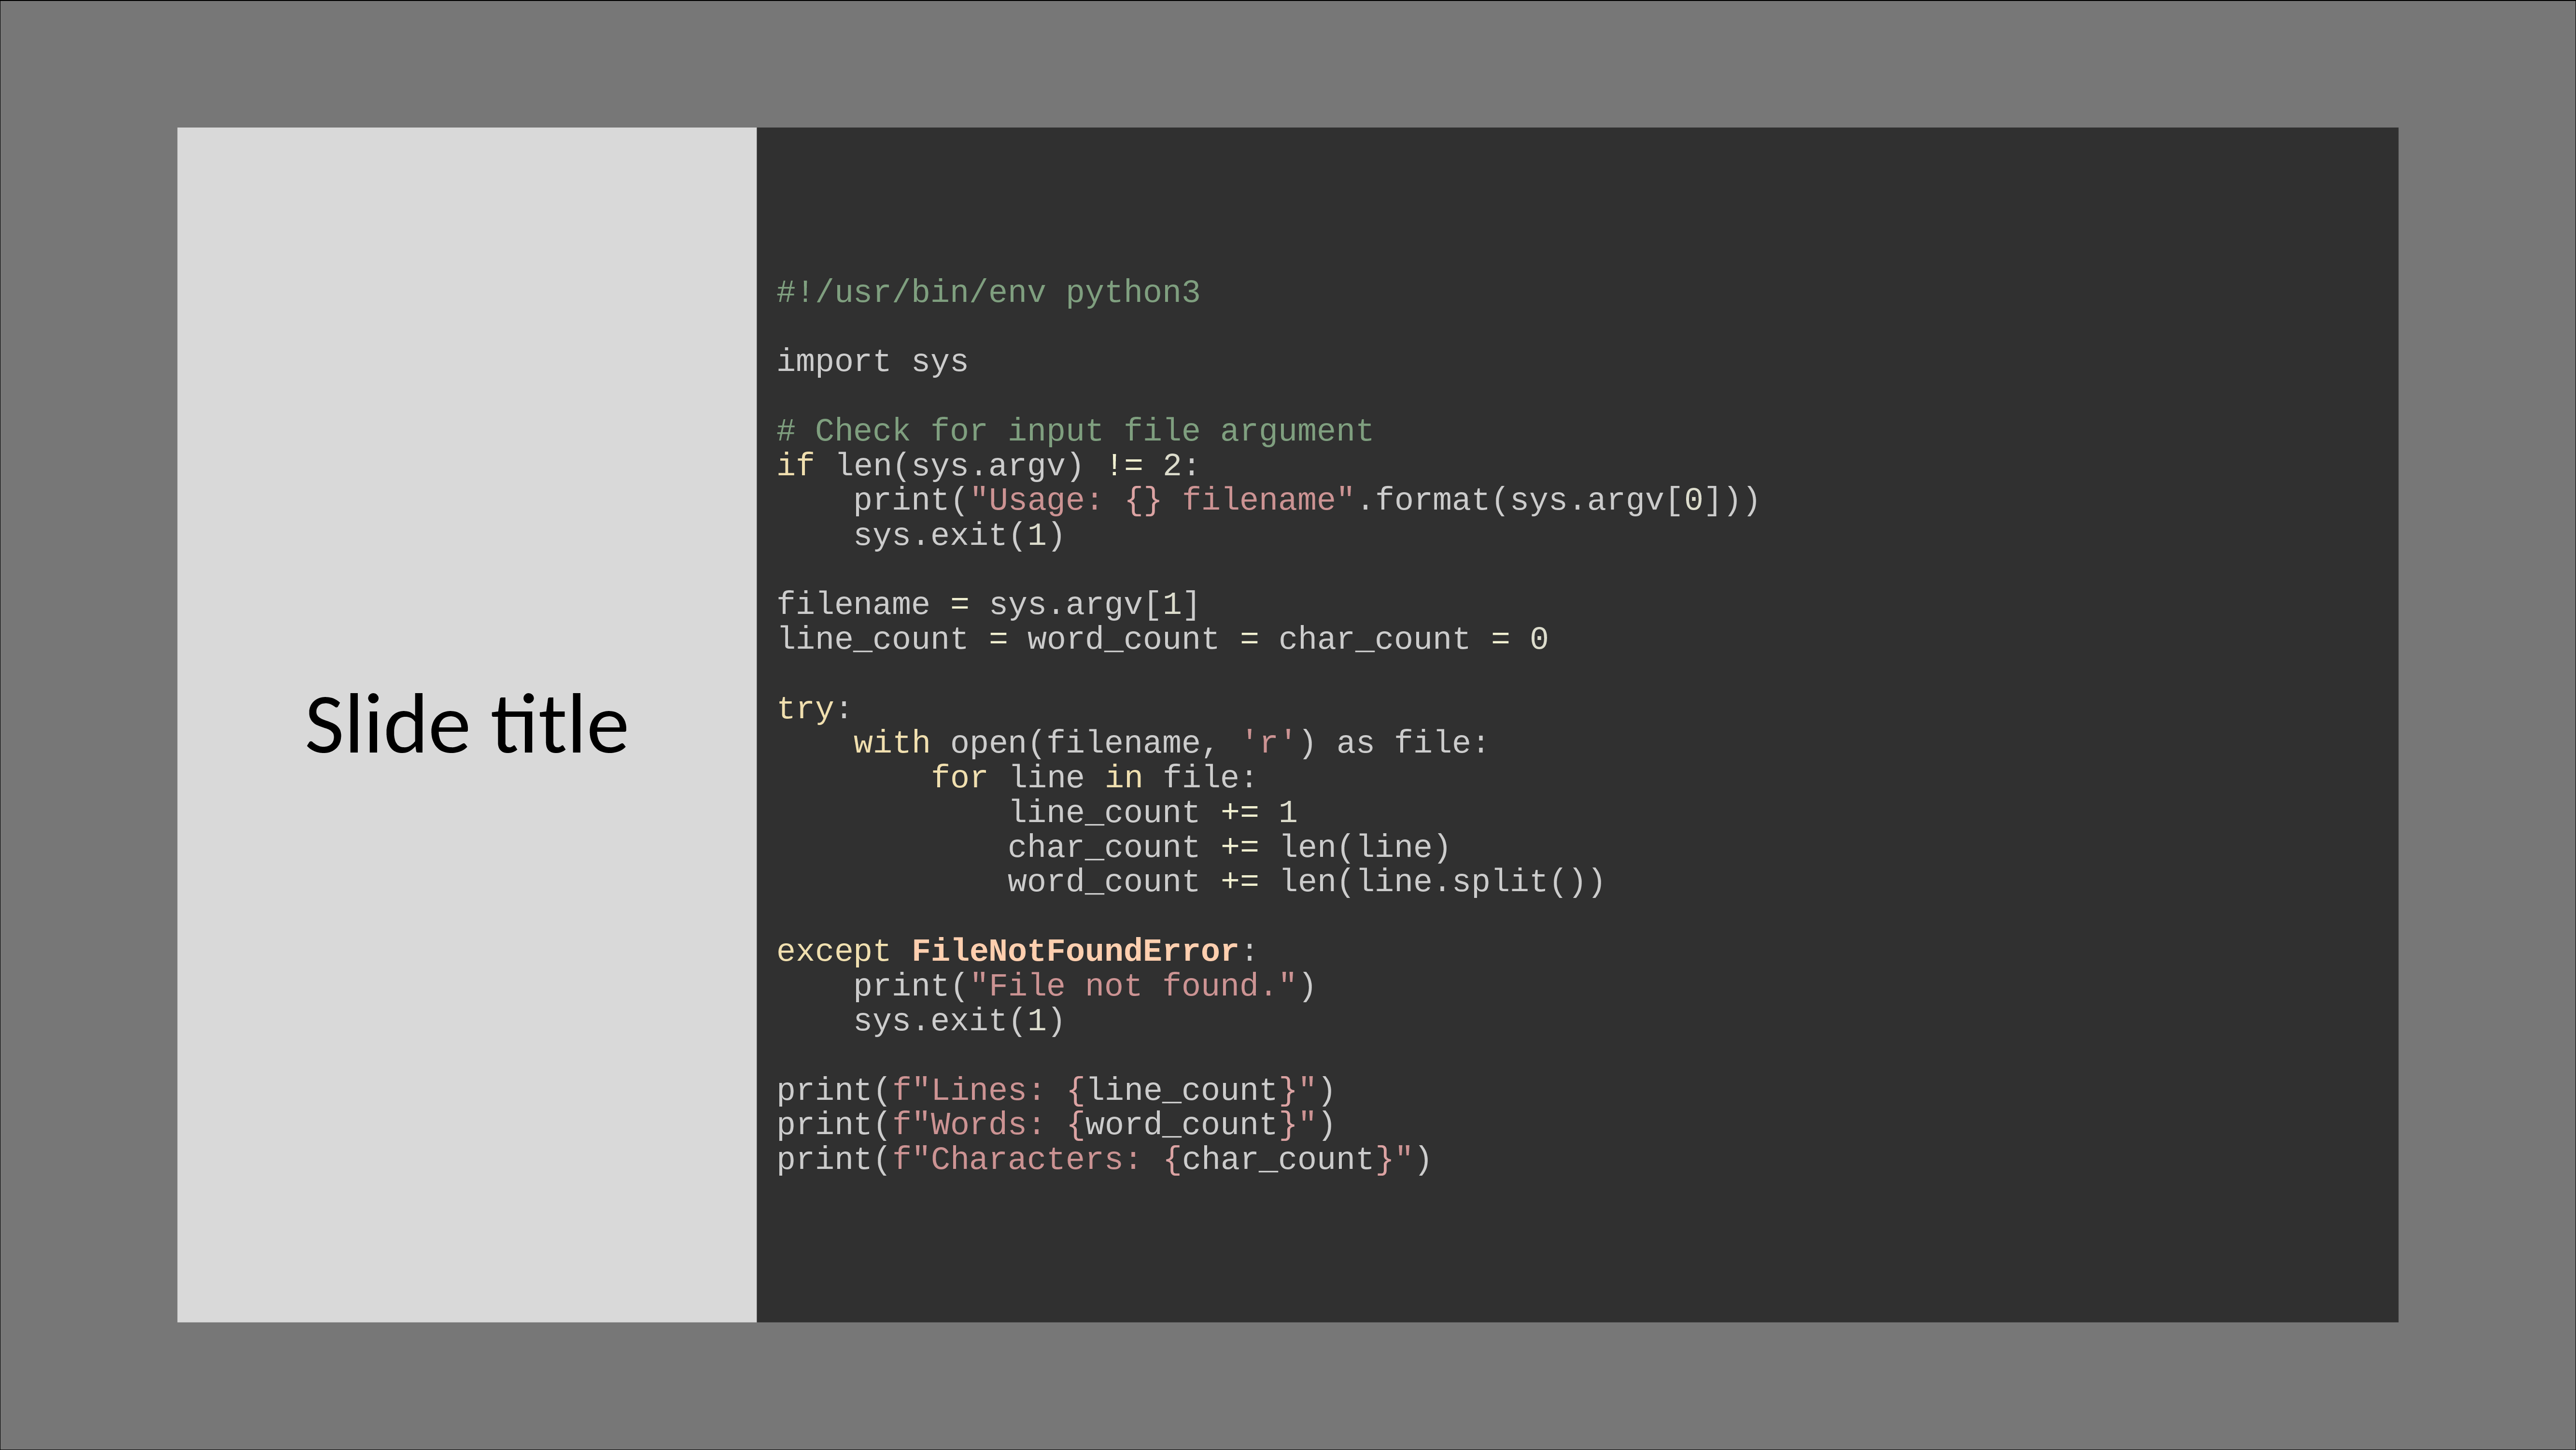 Slide title
#!/usr/bin/env python3
import sys
# Check for input file argument
if len(sys.argv) != 2:
    print("Usage: {} filename".format(sys.argv[0]))
    sys.exit(1)
filename = sys.argv[1]
line_count = word_count = char_count = 0
try:
    with open(filename, 'r') as file:
        for line in file:
            line_count += 1
            char_count += len(line)
            word_count += len(line.split())
except FileNotFoundError:
    print("File not found.")
    sys.exit(1)
print(f"Lines: {line_count}")
print(f"Words: {word_count}")
print(f"Characters: {char_count}")